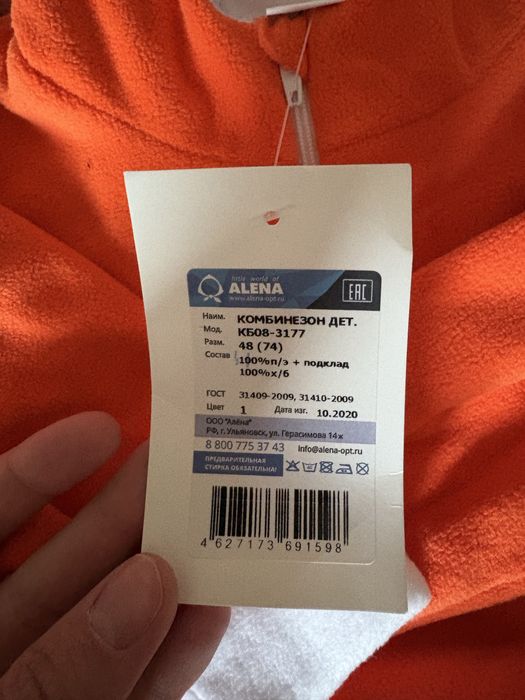 little world of
ALENA
www.alena-opt.ru
EAC
Наим. КОМБИНЕЗОН ДЕТ.
Мод. КБ08-3177
Разм. 48 (74)
Состав 100%п/э + подклад
100%х/б
ГОСТ 31409-2009, 31410-2009
Цвет 1 Дата изг. 10.2020
ООО "Алёна"
РФ, г. Ульяновск, ул. Герасимова 14ж
8 800 775 37 43 info@alena-opt.ru
ПРЕДВАРИТЕЛЬНАЯ
СТИРКА ОБЯЗАТЕЛЬНА!
4 627173 691598